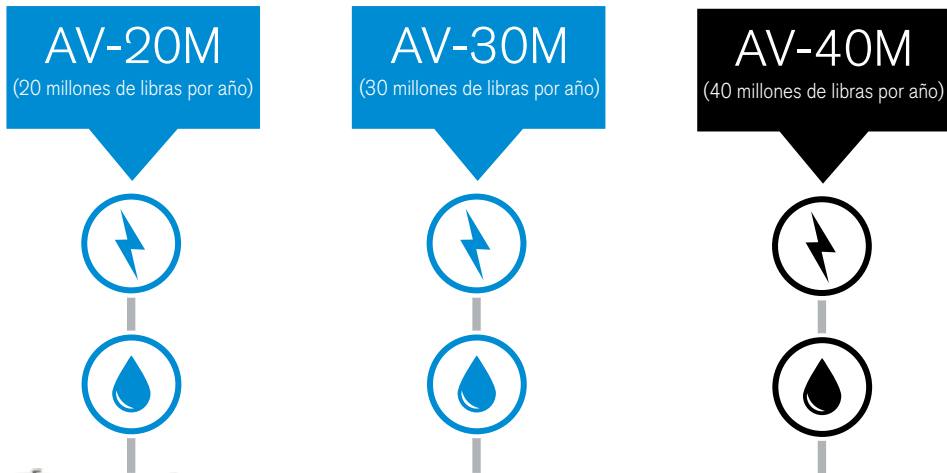 AV-20M
(20 millones de libras por año)
AV-30M
(30 millones de libras por año)
AV-40M
(40 millones de libras por año)